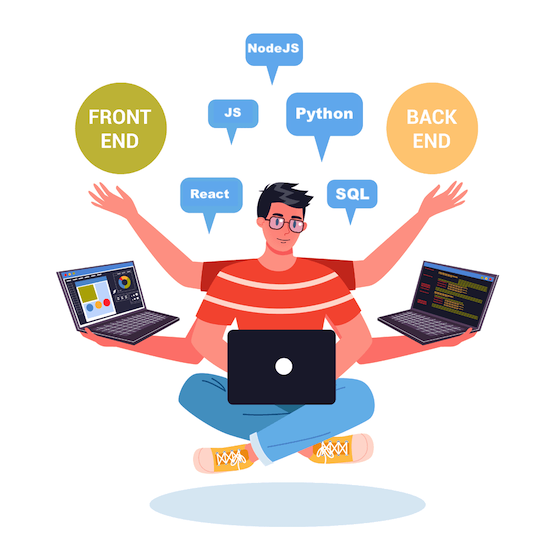 NodeJS
JS
Python
FRONT
END
BACK
END
React
SQL